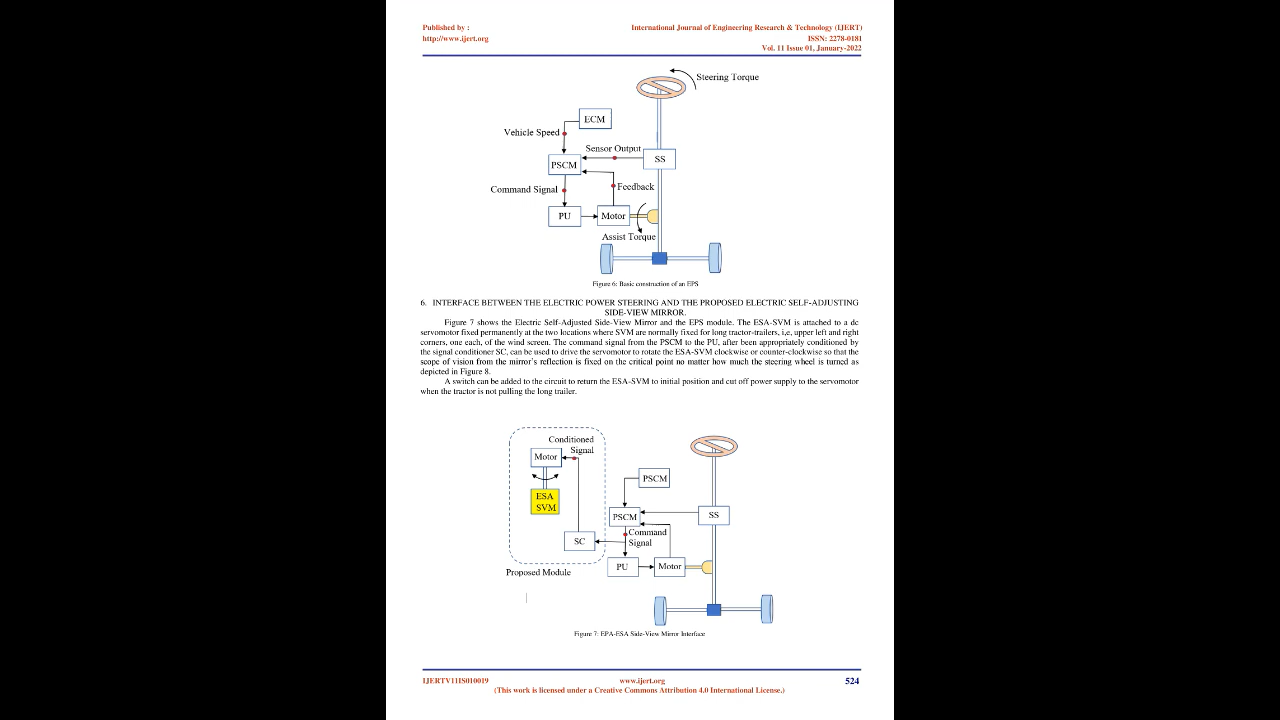 Published by :
International Journal of Engineering Research & Technology (IJERT)
http://www.ijert.org
ISSN: 2278-0181
Vol. 11 Issue 01, January-2022
Steering Torque
ECM
Vehicle Speed
Sensor Output
SS
PSCM
Command Signal
Feedback
PU
Motor
Assist Torque
Figure 6: Basic construction of an EPS
6. INTERFACE BETWEEN THE ELECTRIC POWER STEERING AND THE PROPOSED ELECTRIC SELF-ADJUSTING
SIDE-VIEW MIRROR.
Figure 7 shows the Electric Self-Adjusted Side-View Mirror and the EPS module. The ESA-SVM is attached to a dc
servomotor fixed permanently at the two locations where SVM are normally fixed for long tractor-trailers, i,e, upper left and right
corners, one each, of the wind screen. The command signal from the PSCM to the PU, after been appropriately conditioned by
the signal conditioner SC, can be used to drive the servomotor to rotate the ESA-SVM clockwise or counter-clockwise so that the
scope of vision from the mirror's reflection is fixed on the critical point no matter how much the steering wheel is turned as
depicted in Figure 8.
A switch can be added to the circuit to return the ESA-SVM to initial position and cut off power supply to the servomotor
when the tractor is not pulling the long trailer.
Conditioned
Signal
Motor
ESA
SVM
SC
Proposed Module
PSCM
PSCM
SS
Command
Signal
PU
Motor
Figure 7: EPA-ESA Side-View Mirror Interface
IJERTV11IS010019
www.ijert.org
524
(This work is licensed under a Creative Commons Attribution 4.0 International License.)